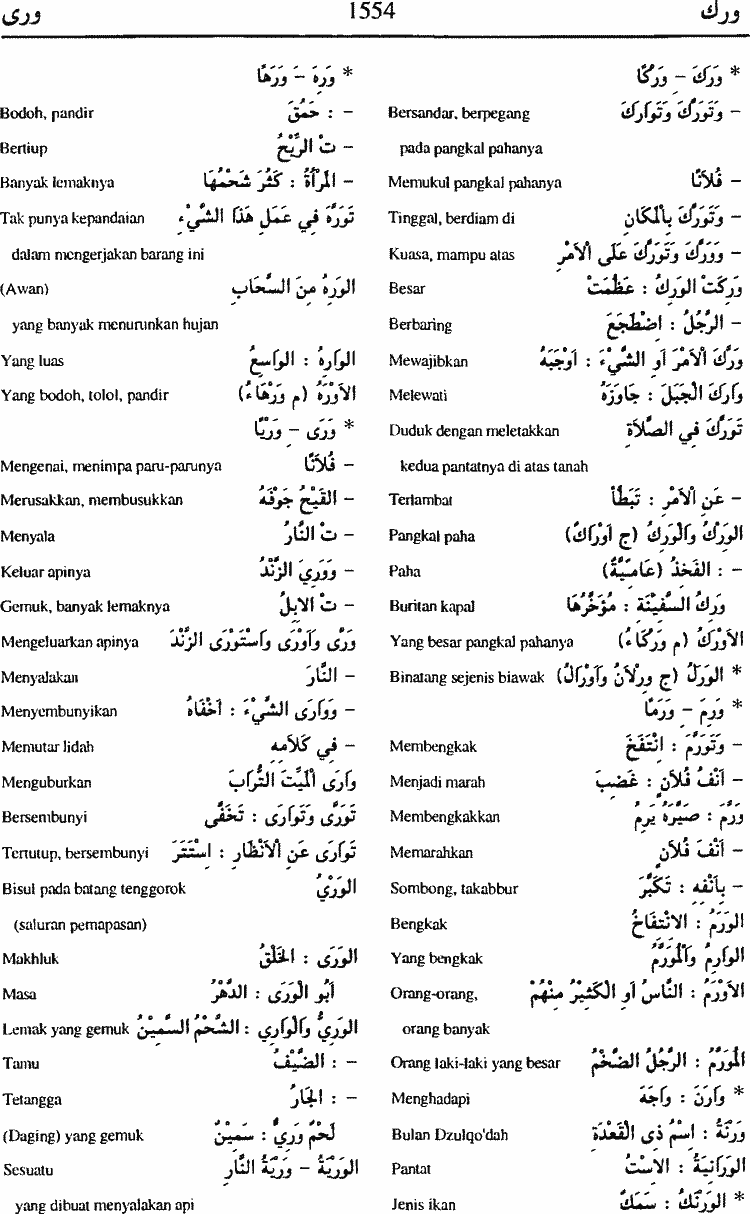 ورك 1554 ورى
* وَرَكَ - وَرْكًا
- وَتَوَرَّكَ وَتَوَارَكَ Bersandar, berpegang
pada pangkal pahanya
- فُلَانًا Memukul pangkal pahanya
- وَتَوَرَّكَ بِالْمَكَانِ Tinggal, berdiam di
- وَوَرَّكَ وَتَوَرَّكَ عَلَى الْأَمْرِ Kuasa, mampu atas
وَرِكَتْ الوَرِكُ : عَظُمَتْ Besar
- الرَّجُلُ : اضْطَجَعَ Berbaring
وَرَّكَ الْأَمْرَ اَوِ الشَّيْءَ : اَوْجَبَهُ Mewajibkan
وَارَكَ الْجَبَلَ : جَاوَزَهُ Melewati
تَوَرَّكَ فِي الصَّلَاةِ Duduk dengan meletakkan
kedua pantatnya di atas tanah
- عَنِ الْأَمْرِ : تَبَطَّأَ Terlambat
الوَرْكُ وَالْوَرِكُ (ج اَوْرَاكٌ) Pangkal paha
- : الفَخِذُ (عَامِيَّةٌ) Paha
وَرِكُ السَّفِيْنَةِ : مُؤَخَّرُهَا Buritan kapal
الأَوْرَكُ (م وَرْكَاءُ) Yang besar pangkal pahanya
* الوَرَلُ (ج وِرْلَانٌ وَاَوْرَالٌ) Binatang sejenis biawak
* وَرِمَ - وَرَمًا
- وَتَوَرَّمَ : انْتَفَخَ Membengkak
- اَنْفُ فُلَانٍ : غَضِبَ Menjadi marah
وَرَّمَ : صَيَّرَهُ يَرِمُ Membengkakkan
- اَنْفَ فُلَانٍ Memarahkan
- بِاَنْفِهِ : تَكَبَّرَ Sombong, takabbur
الوَرَمُ : الانْتِفَاخُ Bengkak
الوَارِمُ وَالْمُوَرَّمُ Yang bengkak
الأَوْرَمُ : النَّاسُ اَوِ الْكَثِيْرُ مِنْهُمْ Orang-orang,
orang banyak
الْمُوَرَّمُ : الرَّجُلُ الضَّخْمُ Orang laki-laki yang besar
* وَارَنَ : وَاجَهَ Menghadapi
وَرْنَةُ : اِسْمُ ذِى الْقَعْدَةِ Bulan Dzulqo'dah
الوَرَانِيَةُ : الاسْتُ Pantat
* الوَرَنْكُ : سَمَكٌ Jenis ikan
* وَرِهَ - وَرَهًا
- : حَمُقَ Bodoh, pandir
- تْ الرِّيْحُ Bertiup
- الْمَرْأَةُ : كَثُرَ شَحْمُهَا Banyak lemaknya
تَوَرَّهَ فِي عَمَلِ هَذَا الشَّيْءِ Tak punya kepandaian
dalam mengerjakan barang ini
الوَرِهُ مِنَ السَّحَابِ (Awan)
yang banyak menurunkan hujan
الوَارِهُ : الوَاسِعُ Yang luas
الأَوْرَهُ (م وَرْهَاءُ) Yang bodoh, tolol, pandir
* وَرَى - وَرْيًا
- فُلَانًا Mengenai, menimpa paru-parunya
- القَيْحُ جَوْفَهُ Merusakkan, membusukkan
- تْ النَّارُ Menyala
- وَوَرِيَ الزَّنْدُ Keluar apinya
- تْ الإِبِلُ Gemuk, banyak lemaknya
وَرَّى وَاَوْرَى وَاسْتَوْرَى الزَّنْدَ Mengeluarkan apinya
- النَّارَ Menyalakan
- وَوَارَى الشَّيْءَ : اَخْفَاهُ Menyembunyikan
- فِي كَلَامِهِ Memutar lidah
وَارَى الْمَيِّتَ التُّرَابَ Menguburkan
تَوَرَّى وَتَوَارَى : تَخَفَّى Bersembunyi
تَوَارَى عَنِ الْأَنْظَارِ : اِسْتَتَرَ Tertutup, bersembunyi
الوَرْيُ Bisul pada batang tenggorok
(saluran pernapasan)
الوَرَى : الخَلْقُ Makhluk
اَبُو الْوَرَى : الدَّهْرُ Masa
الوَرِيُّ وَالْوَارِي : الشَّحْمُ السَّمِيْنُ Lemak yang gemuk
- : الضَّيْفُ Tamu
- : الجَارُ Tetangga
لَحْمٌ وَرِيٌّ : سَمِيْنٌ (Daging) yang gemuk
الوَرْيَةُ - وَرِيَّةُ النَّارِ Sesuatu
yang dibuat menyalakan api